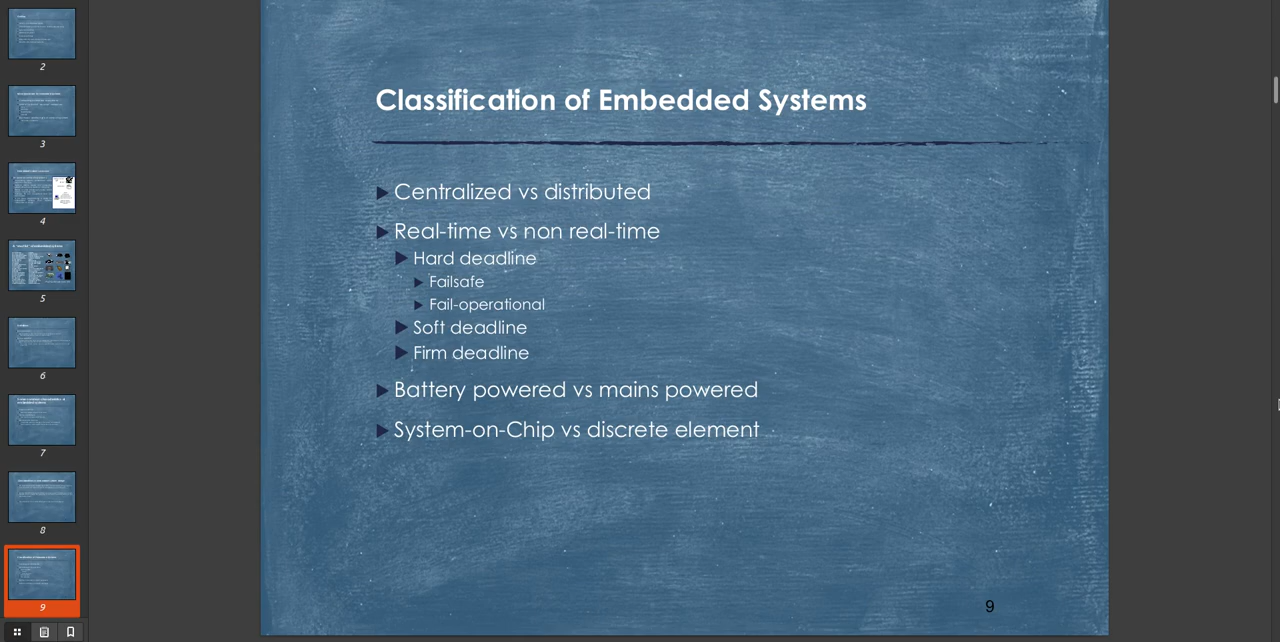 2
3
4
5
6
7
8
9
Classification of Embedded Systems
Centralized vs distributed
Real-time vs non real-time
Hard deadline
Failsafe
Fail-operational
Soft deadline
Firm deadline
Battery powered vs mains powered
System-on-Chip vs discrete element
9